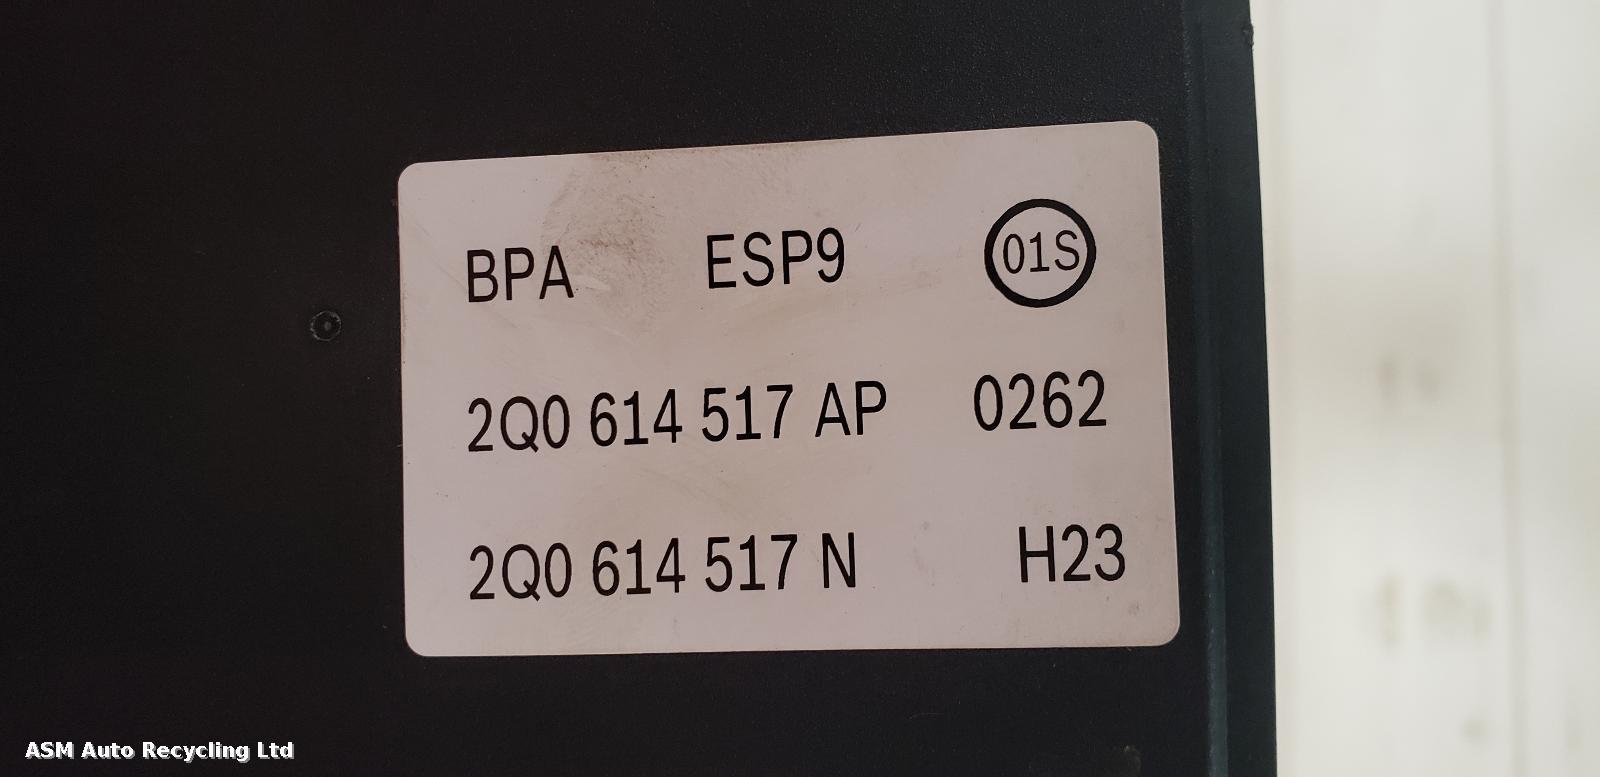 BPA ESP9 01S
2Q0 614 517 AP 0262
2Q0 614 517 N H23
ASM Auto Recycling Ltd